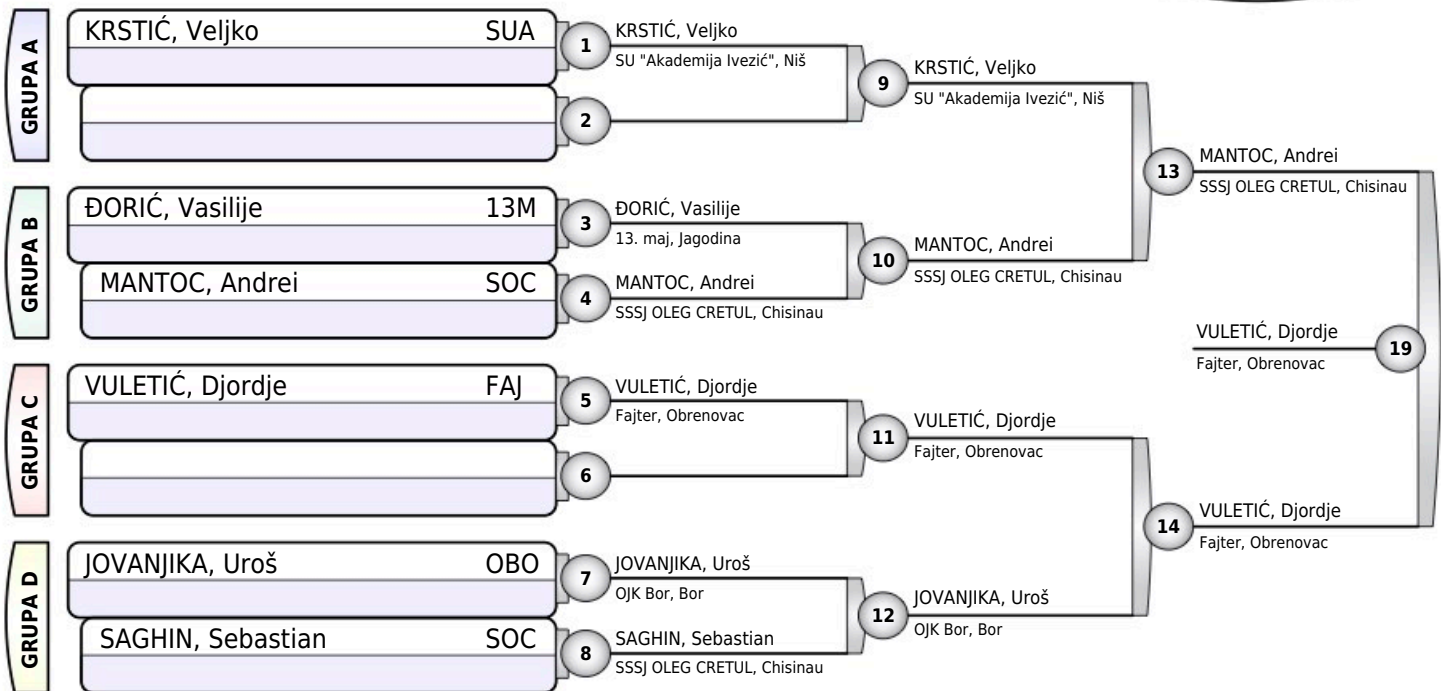 GRUPA A
KRSTIĆ, Veljko SUA
1
KRSTIĆ, Veljko
SU "Akademija Ivezić", Niš
2
9
KRSTIĆ, Veljko
SU "Akademija Ivezić", Niš
GRUPA B
ĐORIĆ, Vasilije 13M
3
ĐORIĆ, Vasilije
13. maj, Jagodina
MANTOC, Andrei SOC
4
MANTOC, Andrei
SSSJ OLEG CRETUL, Chisinau
10
MANTOC, Andrei
SSSJ OLEG CRETUL, Chisinau
13
MANTOC, Andrei
SSSJ OLEG CRETUL, Chisinau
GRUPA C
VULETIĆ, Djordje FAJ
5
VULETIĆ, Djordje
Fajter, Obrenovac
6
11
VULETIĆ, Djordje
Fajter, Obrenovac
GRUPA D
JOVANJIKA, Uroš OBO
7
JOVANJIKA, Uroš
OJK Bor, Bor
SAGHIN, Sebastian SOC
8
SAGHIN, Sebastian
SSSJ OLEG CRETUL, Chisinau
12
JOVANJIKA, Uroš
OJK Bor, Bor
14
VULETIĆ, Djordje
Fajter, Obrenovac
VULETIĆ, Djordje
Fajter, Obrenovac
19